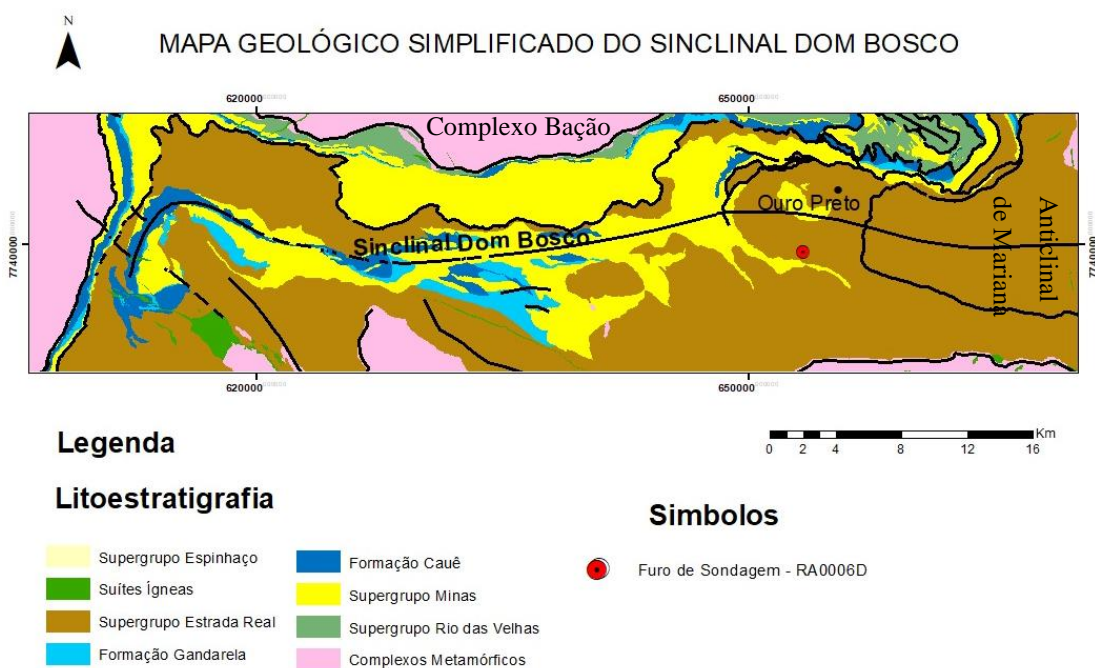 N
MAPA GEOLÓGICO SIMPLIFICADO DO SINCLINAL DOM BOSCO
620000
650000
Complexo Bação
Ouro Preto
Sinclinal Dom Bosco
Anticlinal
de Mariana
7740000
7740000
620000
650000
Km
0 2 4 8 12 16
Legenda
Litoestratigrafia
Supergrupo Espinhaço
Suítes Ígneas
Supergrupo Estrada Real
Formação Gandarela
Formação Cauê
Supergrupo Minas
Supergrupo Rio das Velhas
Complexos Metamórficos
Simbolos
Furo de Sondagem - RA0006D